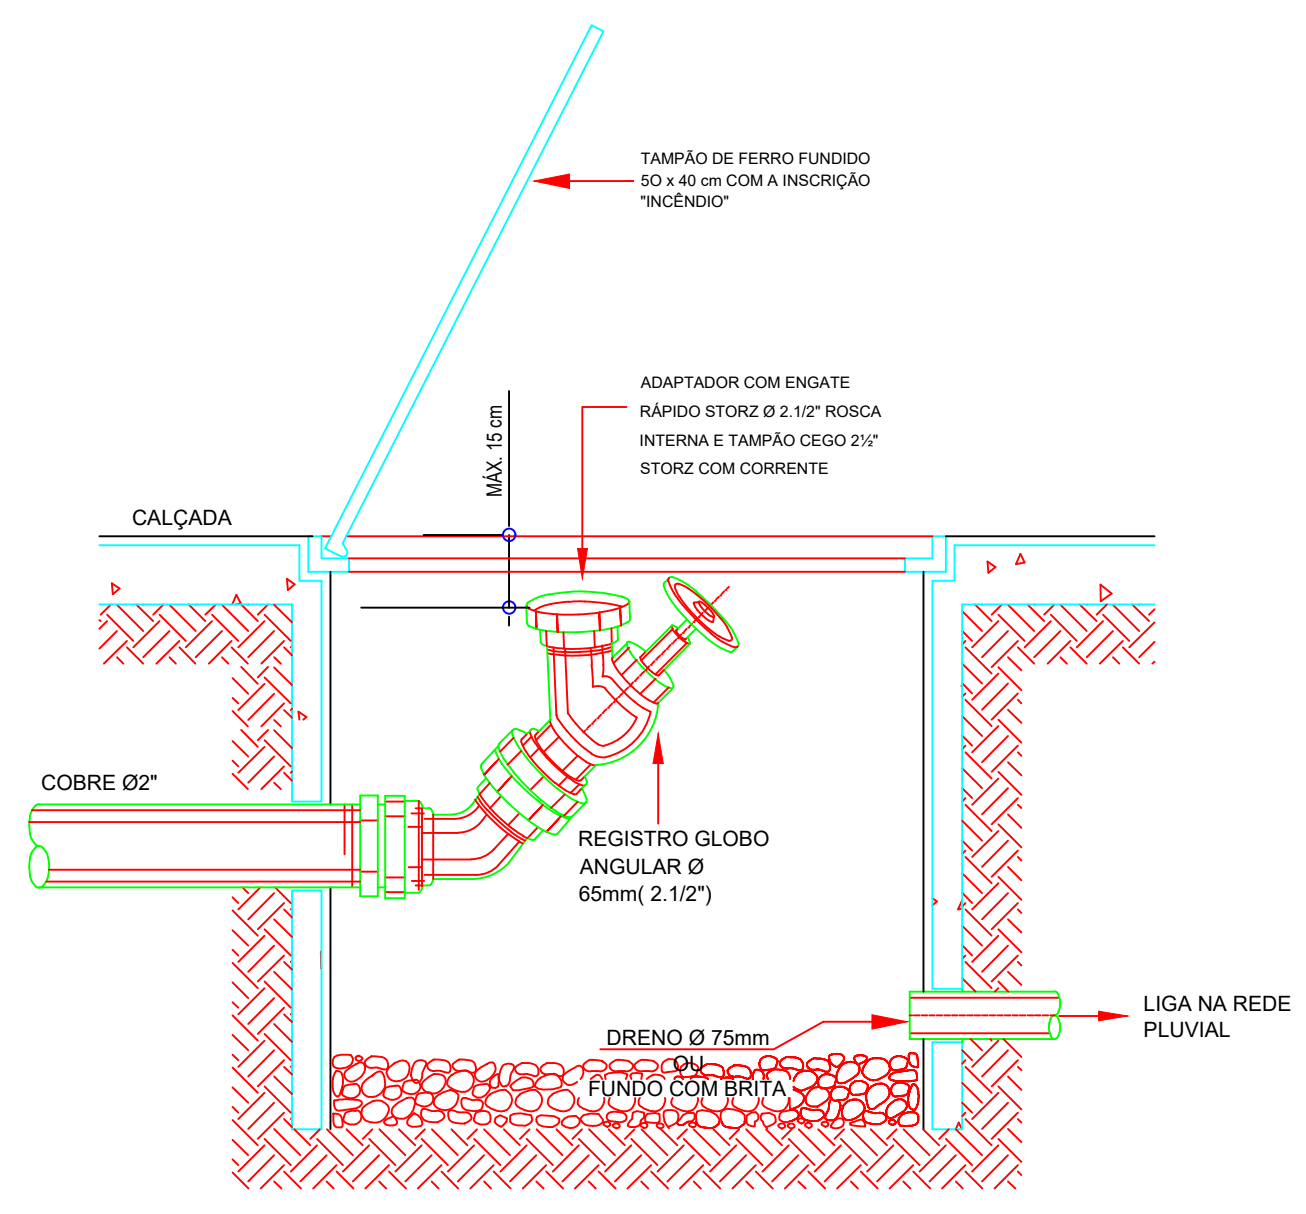 TAMPÃO DE FERRO FUNDIDO
5O x 40 cm COM A INSCRIÇÃO
"INCÊNDIO"
ADAPTADOR COM ENGATE
RÁPIDO STORZ Ø 2.1/2" ROSCA
INTERNA E TAMPÃO CEGO 2½"
STORZ COM CORRENTE
MÁX. 15 cm
CALÇADA
COBRE Ø2"
REGISTRO GLOBO
ANGULAR Ø
65mm( 2.1/2")
LIGA NA REDE
PLUVIAL
DRENO Ø 75mm
OU
FUNDO COM BRITA